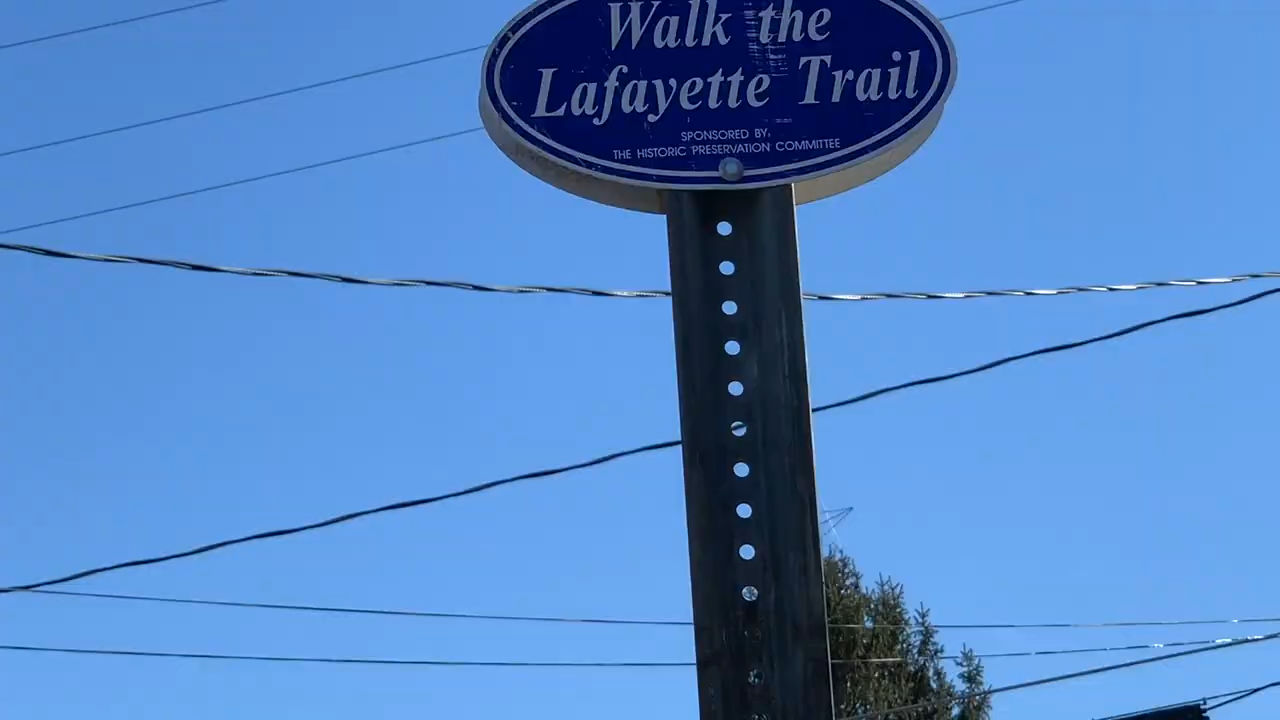 Walk the
Lafayette Trail
SPONSORED BY,
THE HISTORIC PRESERVATION COMMITTEE